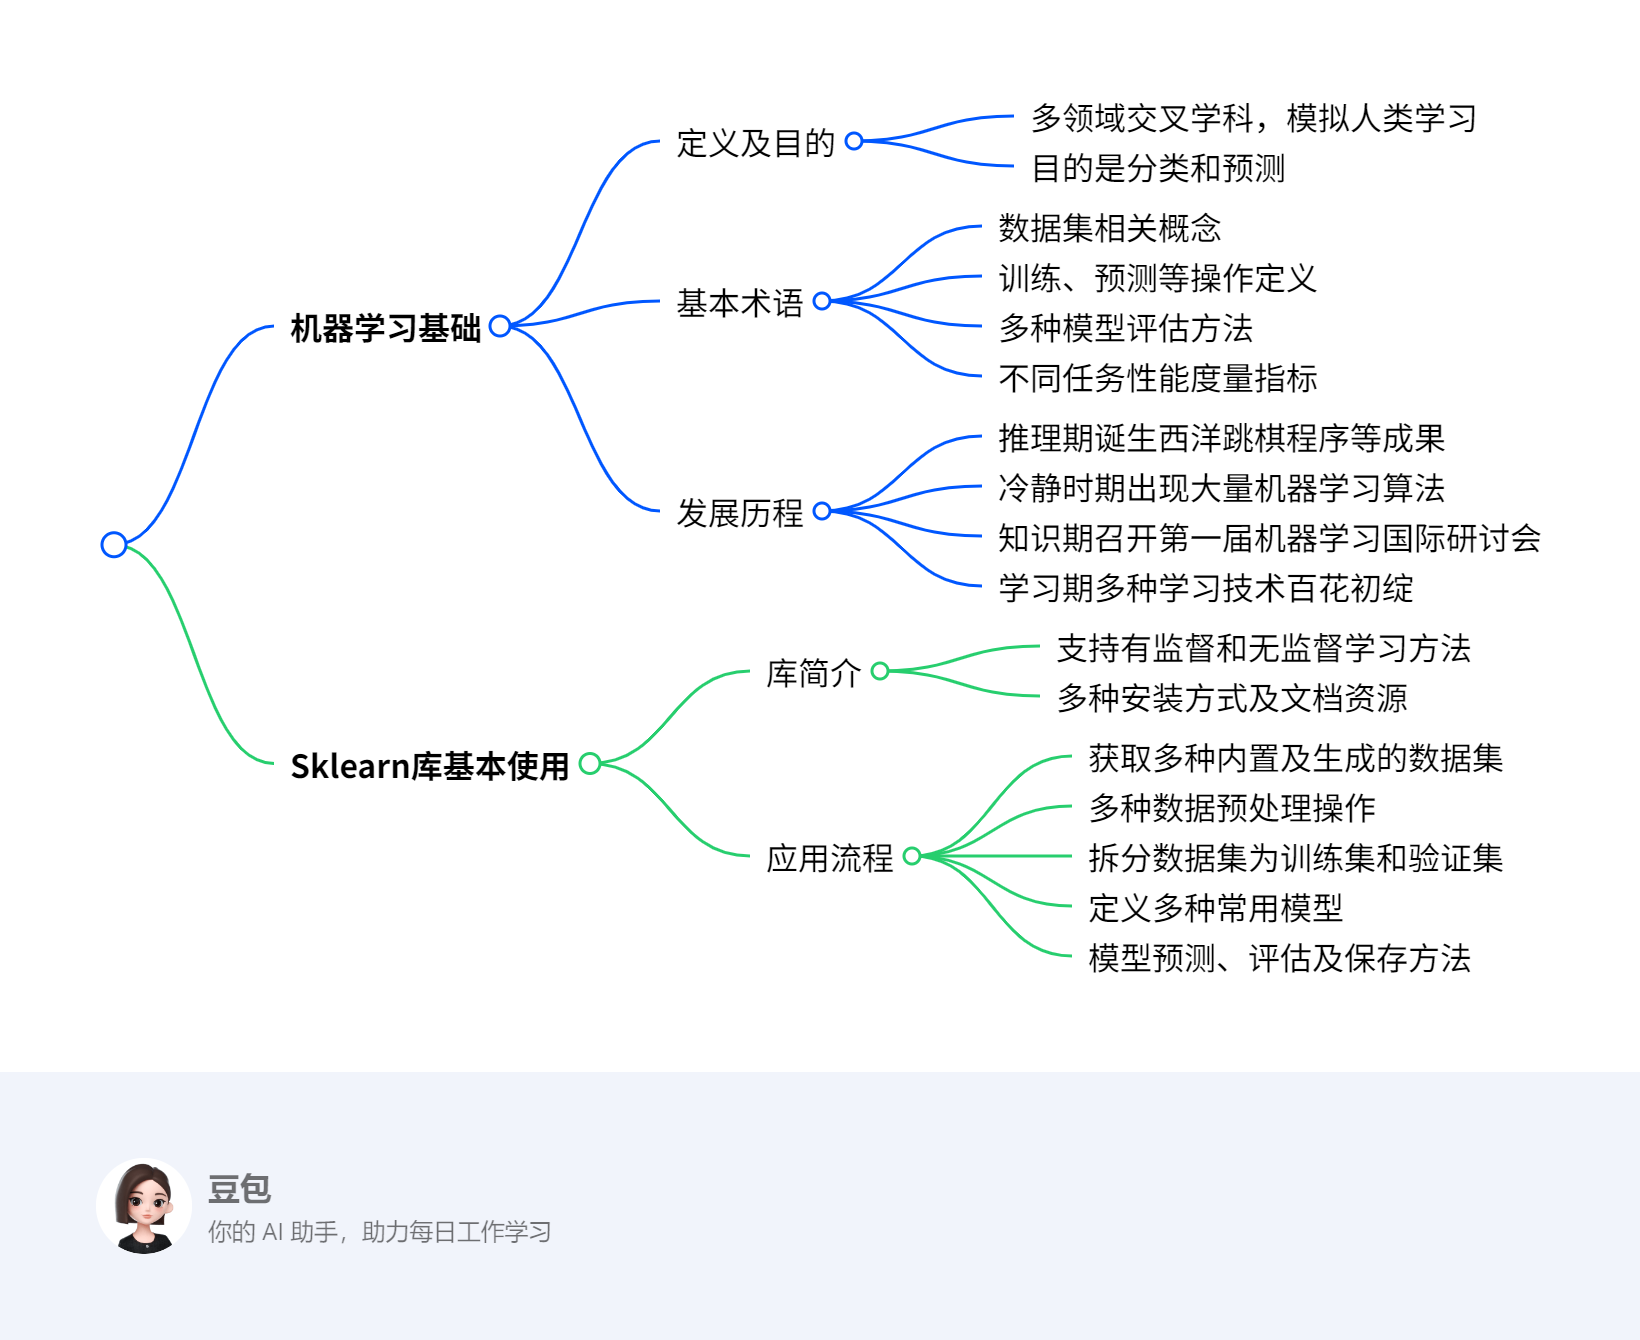 定义及目的
多领域交叉学科，模拟人类学习
目的是分类和预测
机器学习基础
基本术语
数据集相关概念
训练、预测等操作定义
多种模型评估方法
不同任务性能度量指标
发展历程
推理期诞生西洋跳棋程序等成果
冷静时期出现大量机器学习算法
知识期召开第一届机器学习国际研讨会
学习期多种学习技术百花初绽
Sklearn库基本使用
库简介
支持有监督和无监督学习方法
多种安装方式及文档资源
应用流程
获取多种内置及生成的数据集
多种数据预处理操作
拆分数据集为训练集和验证集
定义多种常用模型
模型预测、评估及保存方法
豆包
你的 AI 助手，助力每日工作学习